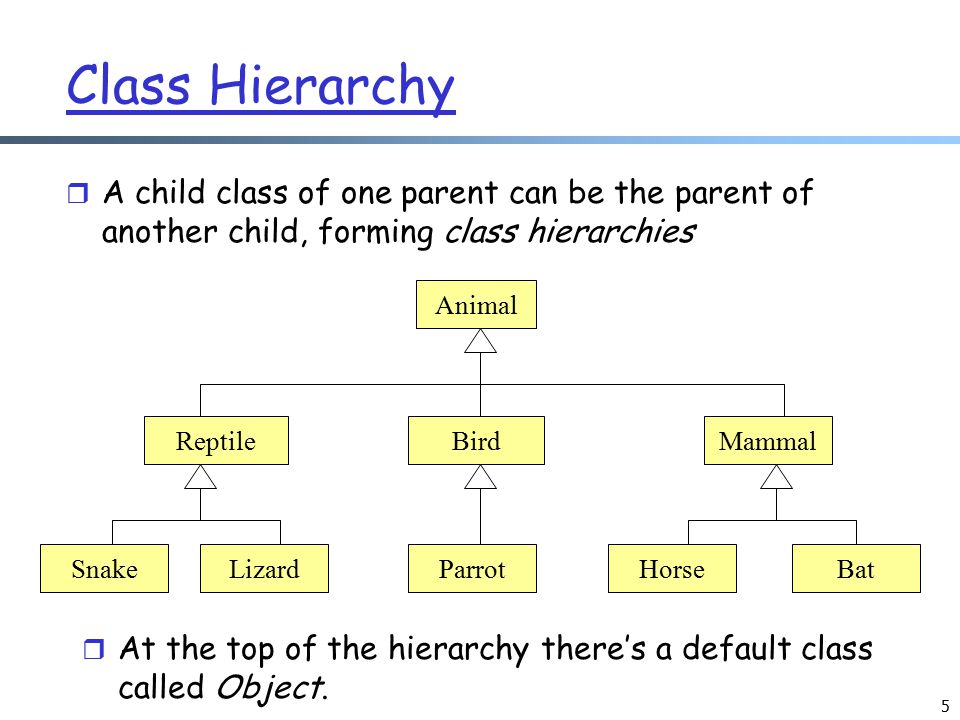 Class Hierarchy
A child class of one parent can be the parent of
another child, forming class hierarchies
Animal
Reptile
Bird
Mammal
Snake
Lizard
Parrot
Horse
Bat
At the top of the hierarchy there’s a default class
called Object.
5